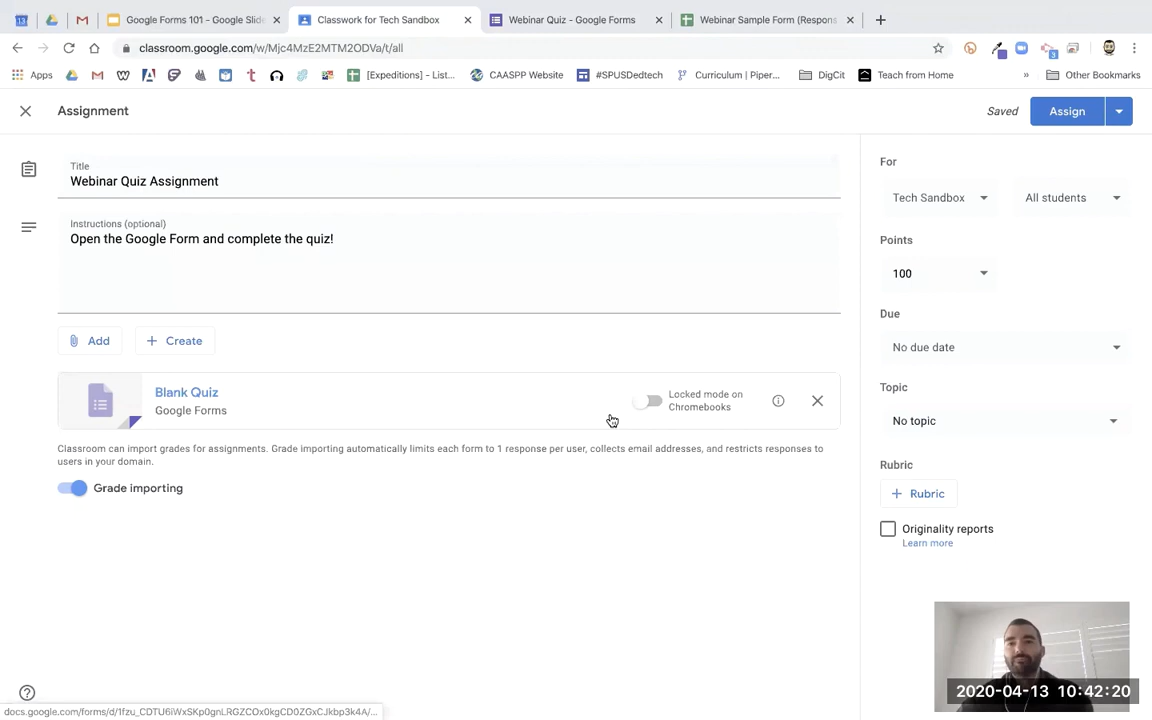 Google Forms 101 - Google Slide
Classwork for Tech Sandbox
Webinar Quiz - Google Forms
Webinar Sample Form (Respons
classroom.google.com/w/Mjc4MzE2MTM2ODVa/t/all
Apps
[Expeditions] - List...
CAASPP Website
#SPUSDedtech
Curriculum | Piper...
DigCit
Teach from Home
»
Other Bookmarks
Assignment
Saved
Assign
Title
Webinar Quiz Assignment
Instructions (optional)
Open the Google Form and complete the quiz!
Add
Create
Blank Quiz
Google Forms
Locked mode on
Chromebooks
Classroom can import grades for assignments. Grade importing automatically limits each form to 1 response per user, collects email addresses, and restricts responses to
users in your domain.
Grade importing
For
Tech Sandbox
All students
Points
100
Due
No due date
Topic
No topic
Rubric
Rubric
Originality reports
Learn more
2020-04-13 10:42:20